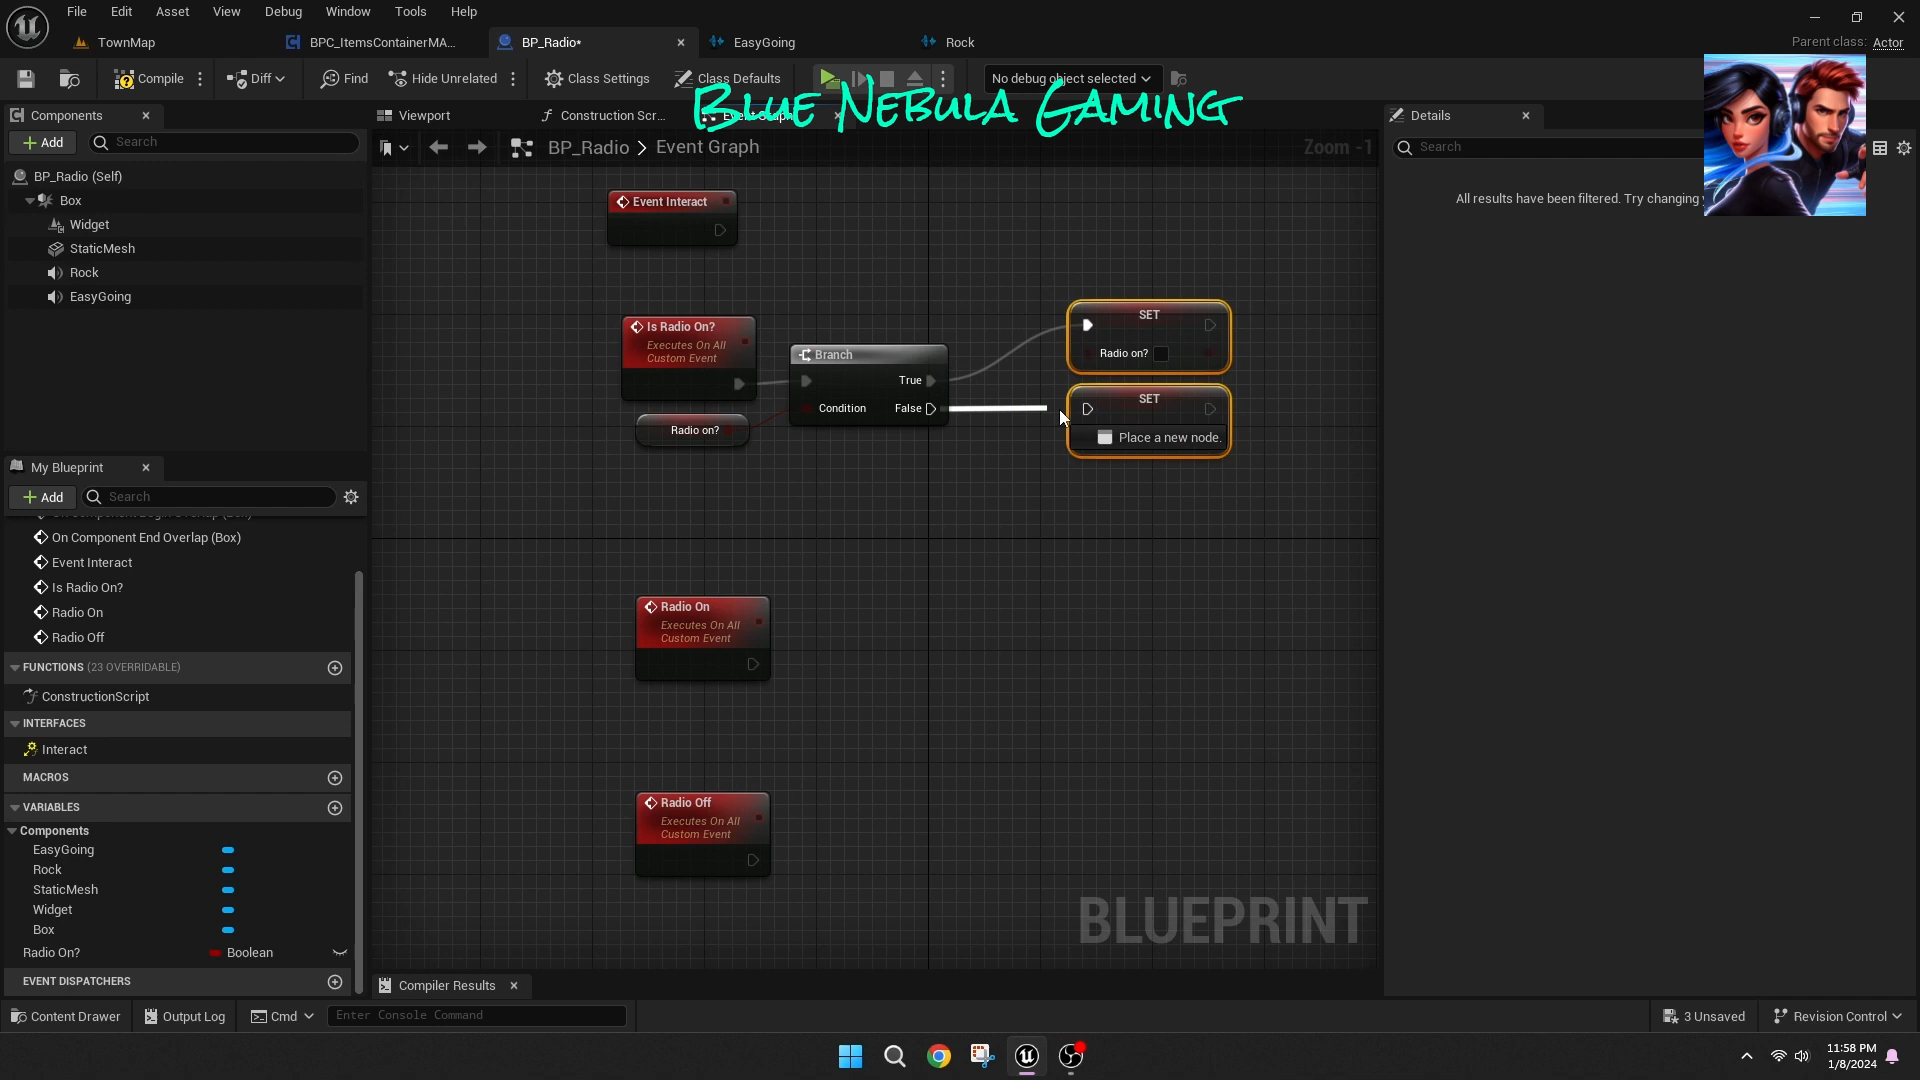 File Edit Asset View Debug Window Tools Help
TownMap
BPC_ItemsContainerMA...
BP_Radio*
EasyGoing
Rock
Parent class: Actor
Compile
Diff
Find
Hide Unrelated
Class Settings
Class Defaults
No debug object selected
Blue Nebula Gaming
Components
Viewport
Construction Scr...
Details
Add
Search
BP_Radio > Event Graph
Zoom -1
Search
BP_Radio (Self)
Box
Widget
StaticMesh
Rock
EasyGoing
All results have been filtered. Try changing
Event Interact
Is Radio On?
Executes On All
Custom Event
Radio on?
Branch
True
Condition
False
SET
Radio on?
SET
Place a new node.
Radio On
Executes On All
Custom Event
Radio Off
Executes On All
Custom Event
BLUEPRINT
My Blueprint
Add
Search
On Component End Overlap (Box)
Event Interact
Is Radio On?
Radio On
Radio Off
FUNCTIONS (23 OVERRIDABLE)
ConstructionScript
INTERFACES
Interact
MACROS
VARIABLES
Components
EasyGoing
Rock
StaticMesh
Widget
Box
Radio On?
Boolean
EVENT DISPATCHERS
Compiler Results
Content Drawer
Output Log
Cmd
Enter Console Command
3 Unsaved
Revision Control
11:58 PM
1/8/2024